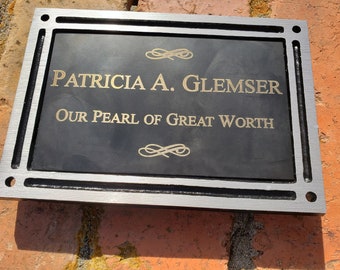 Patricia A. Glemser
Our Pearl of Great Worth